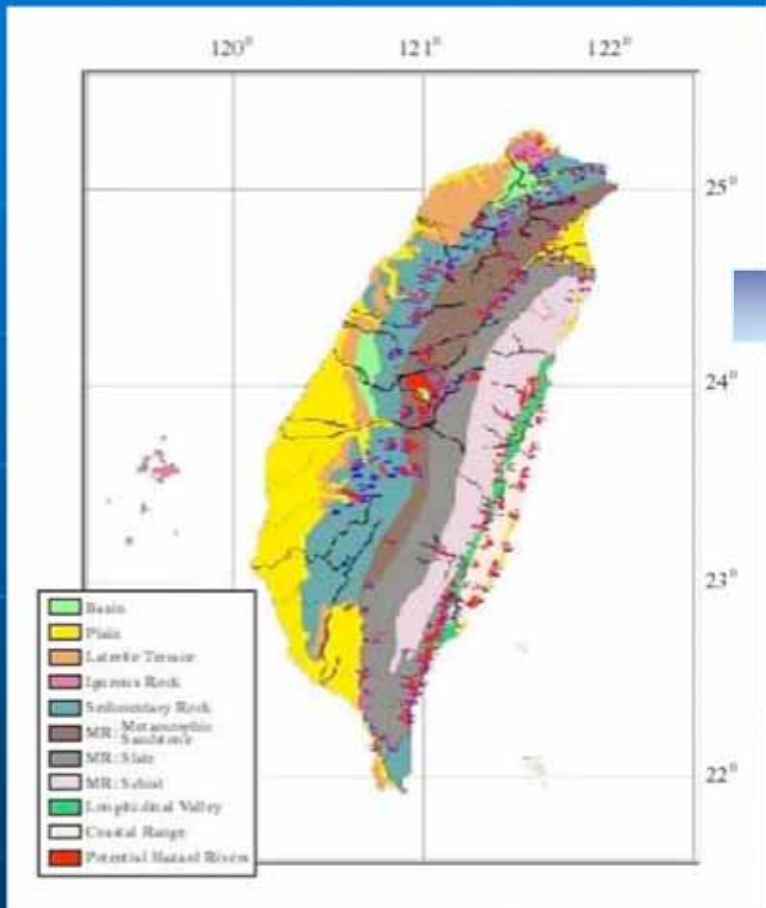 120° 121° 122°
25°
24°
23°
22°
Basin
Plain
Laterite Terrace
Igneous Rock
Sedimentary Rock
MR: Metamorphic
Sandstone
MR: Slate
MR: Schist
Longitudinal Valley
Coastal Range
Potential Hazard Rivers